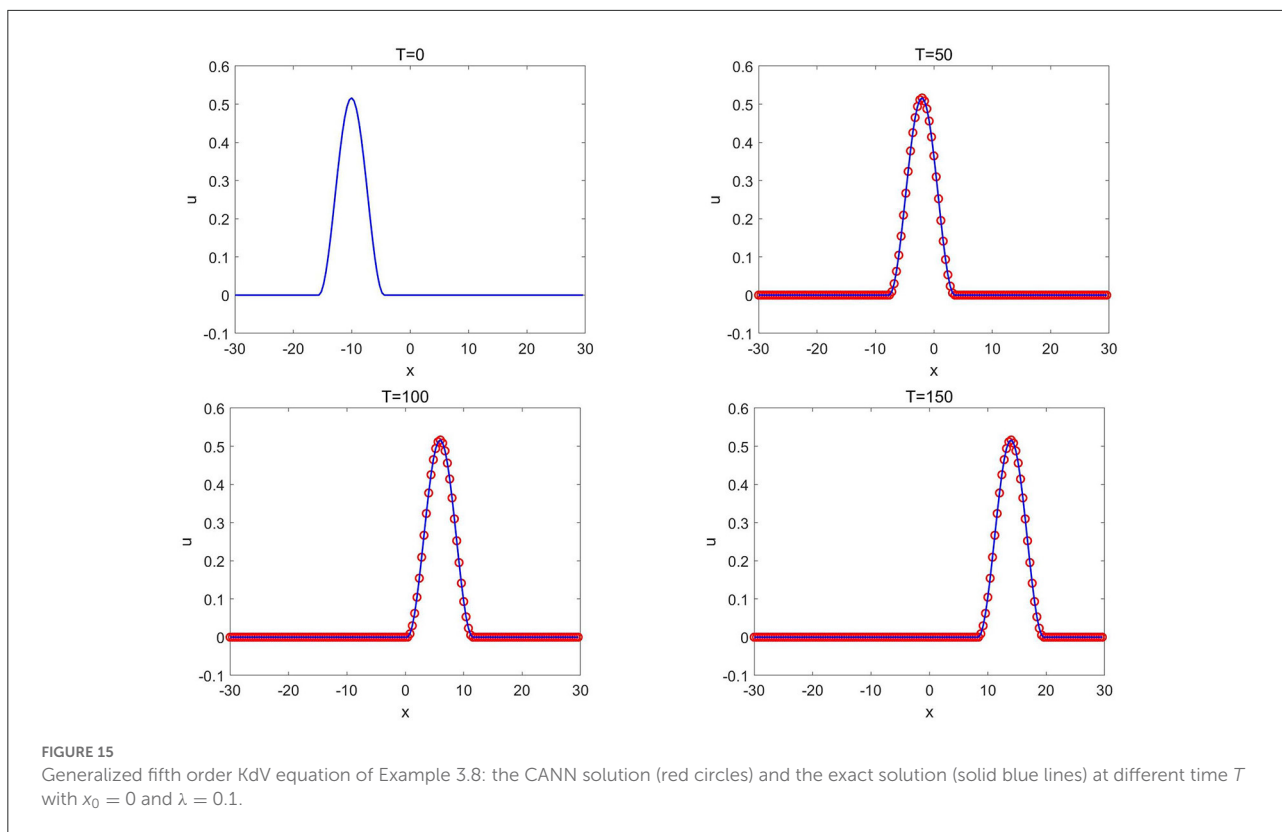 T=0
0.6
0.5
0.4
0.3
0.2
0.1
0
-0.1
u
-30 -20 -10 0 10 20 30
x
T=50
0.6
0.5
0.4
0.3
0.2
0.1
0
-0.1
u
-30 -20 -10 0 10 20 30
x
T=100
0.6
0.5
0.4
0.3
0.2
0.1
0
-0.1
u
-30 -20 -10 0 10 20 30
x
T=150
0.6
0.5
0.4
0.3
0.2
0.1
0
-0.1
u
-30 -20 -10 0 10 20 30
x
FIGURE 15
Generalized fifth order KdV equation of Example 3.8: the CANN solution (red circles) and the exact solution (solid blue lines) at different time T
with x₀ = 0 and λ = 0.1.